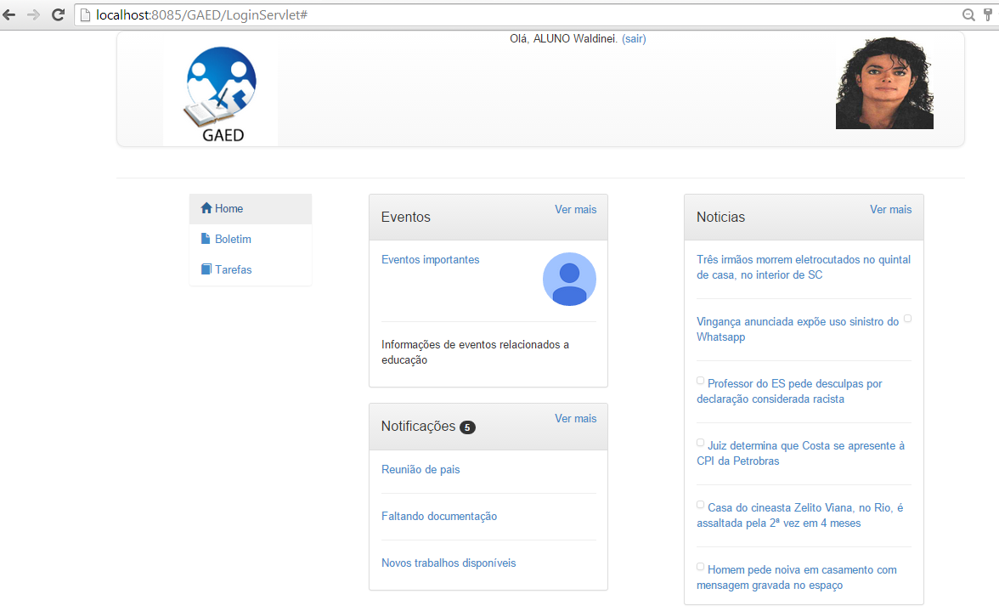 localhost:8085/GAED/LoginServlet#
Olá, ALUNO Waldinei. (sair)
GAED
Home
Boletim
Tarefas
Eventos
Ver mais
Eventos importantes
Informações de eventos relacionados a
educação
Notificações 5
Ver mais
Reunião de pais
Faltando documentação
Novos trabalhos disponíveis
Noticias
Ver mais
Três irmãos morrem eletrocutados no quintal
de casa, no interior de SC
Vingança anunciada expõe uso sinistro do
Whatsapp
Professor do ES pede desculpas por
declaração considerada racista
Juiz determina que Costa se apresente à
CPI da Petrobras
Casa do cineasta Zelito Viana, no Rio, é
assaltada pela 2ª vez em 4 meses
Homem pede noiva em casamento com
mensagem gravada no espaço